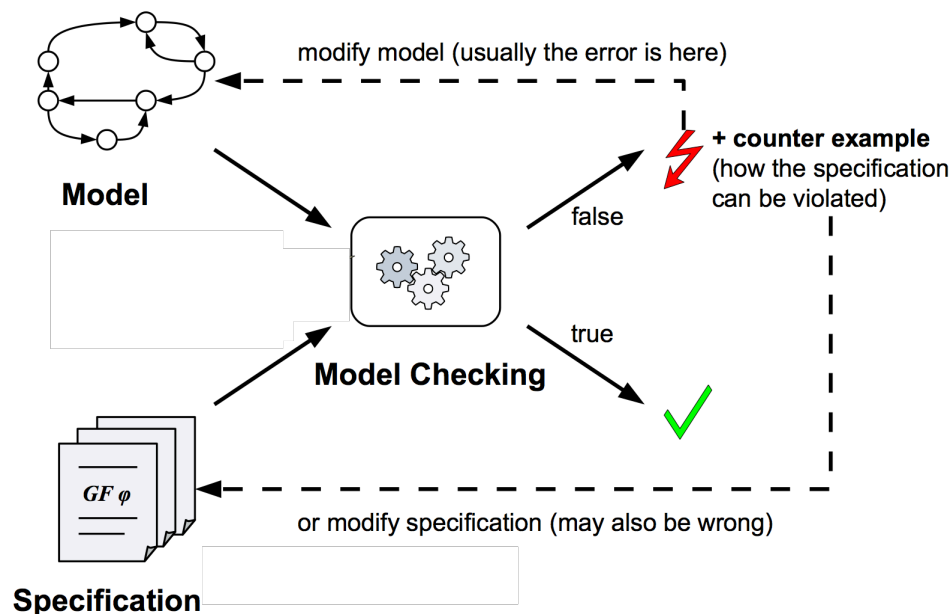 modify model (usually the error is here)
+ counter example
(how the specification
can be violated)
Model
false
true
Model Checking
GF φ
or modify specification (may also be wrong)
Specification